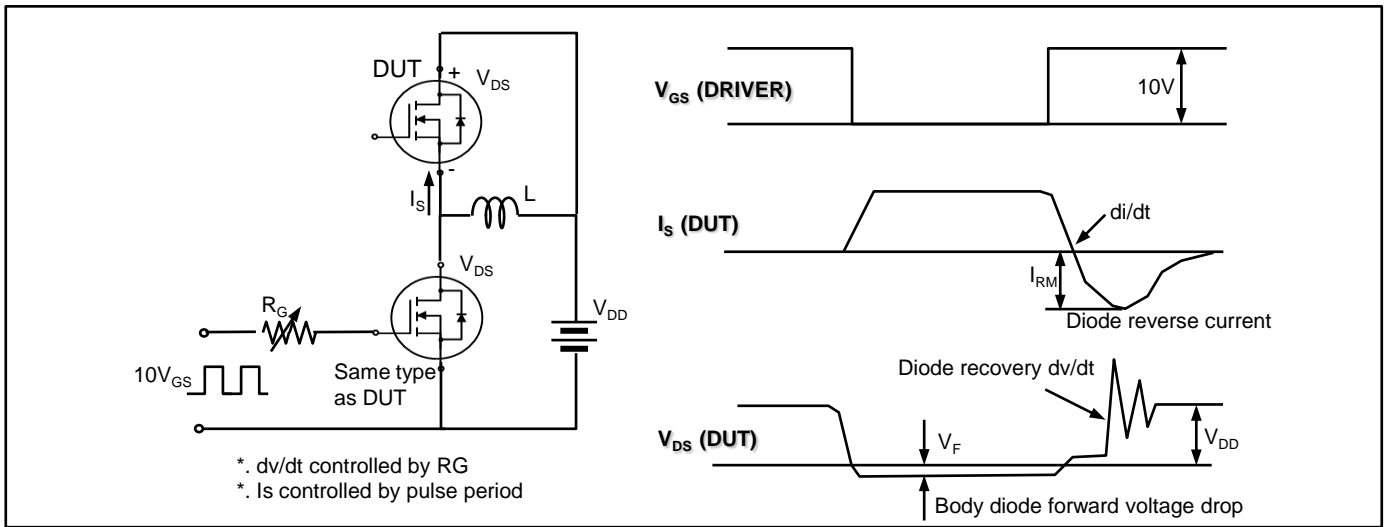 DUT
+
V_DS
-
I_S
L
V_DS
R_G
V_DD
10V_GS
Same type
as DUT
*. dv/dt controlled by RG
*. Is controlled by pulse period
V_GS (DRIVER)
10V
I_S (DUT)
di/dt
I_RM
Diode reverse current
Diode recovery dv/dt
V_DS (DUT)
V_F
V_DD
Body diode forward voltage drop